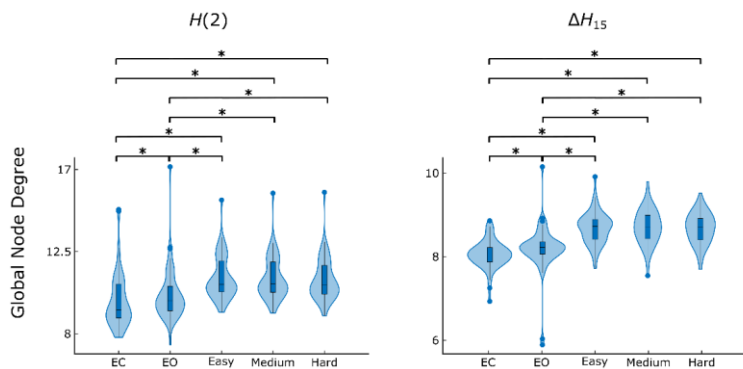 H(2)
ΔH₁₅
* *
* *
* *
* *
* *
* * * *
Global Node Degree
17
12.5
8
10
8
6
EC EO Easy Medium Hard
EC EO Easy Medium Hard